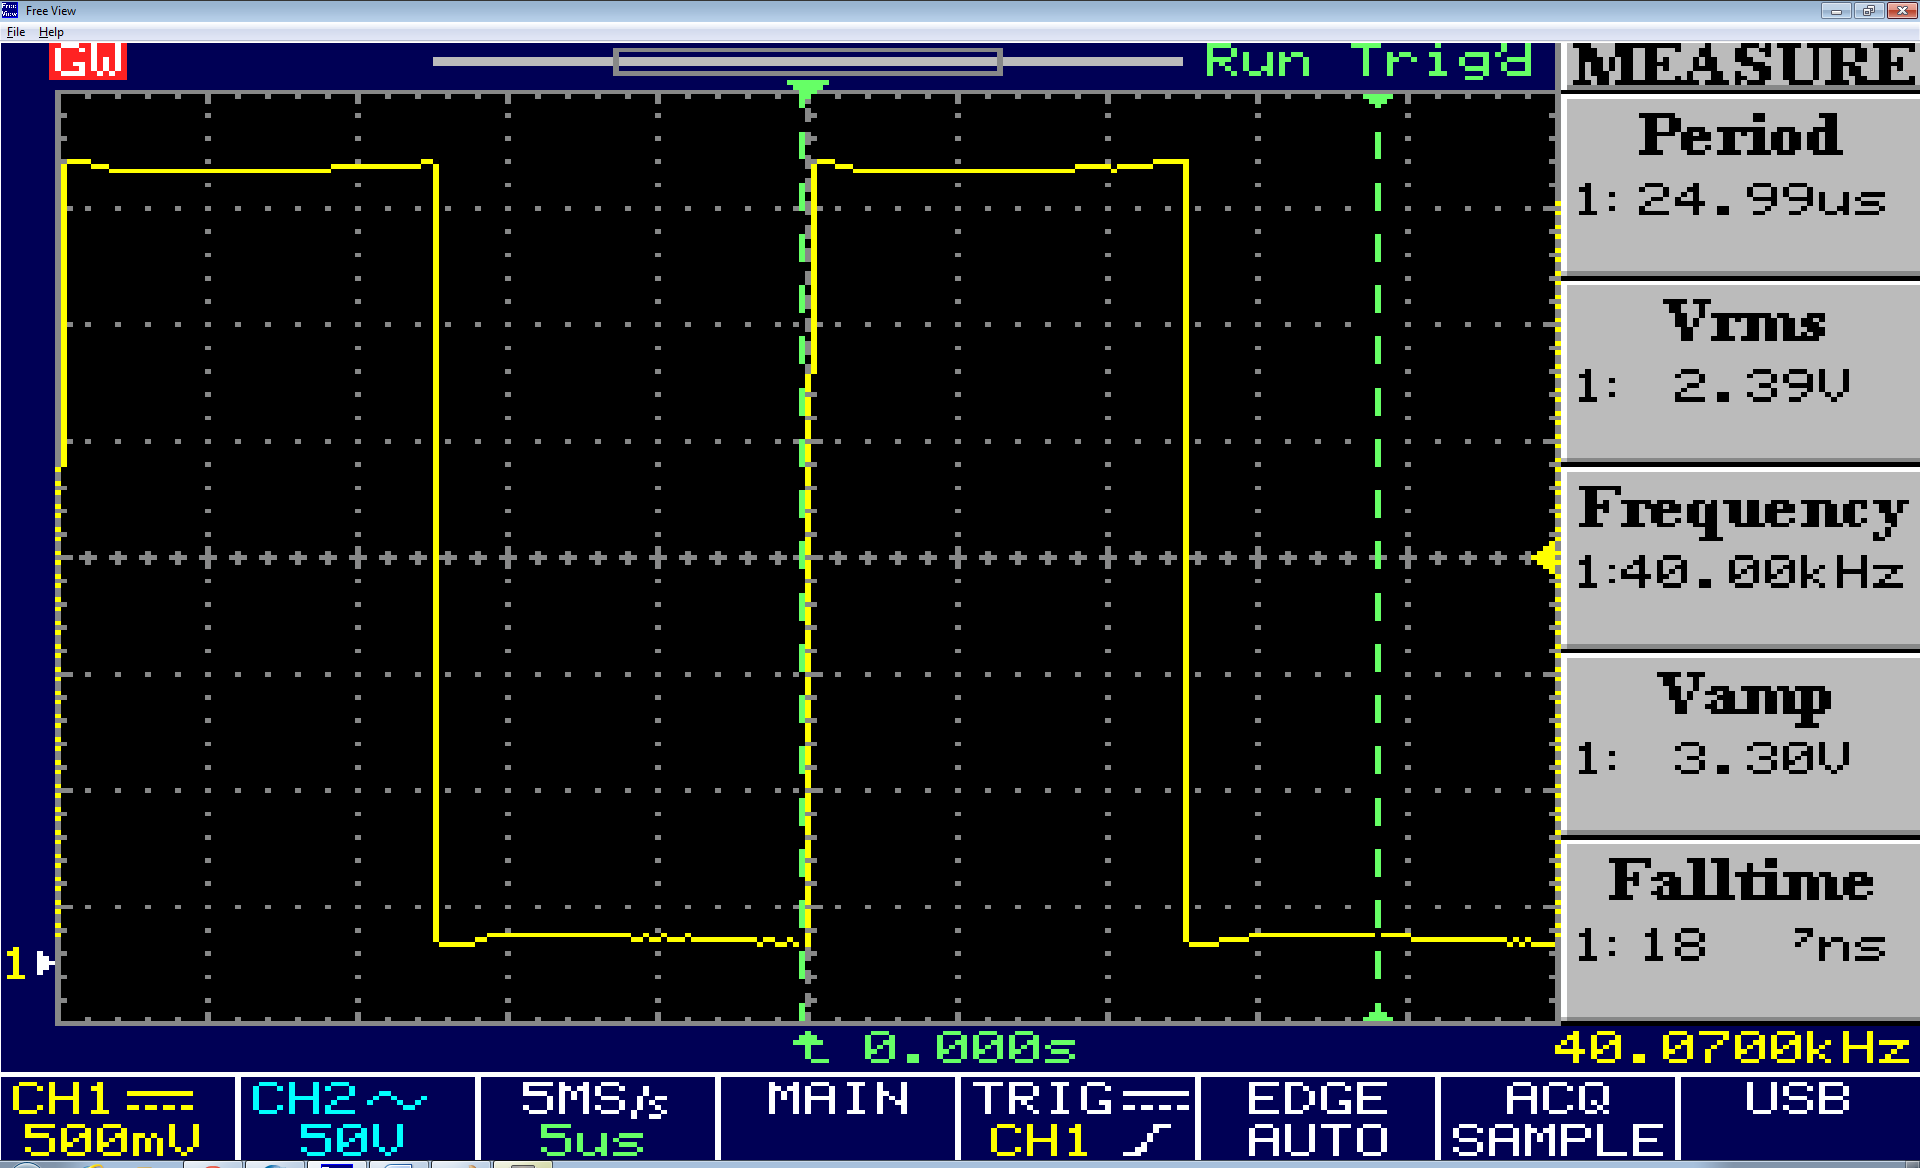 Free View
File Help
GW
Run Trig'd
MEASURE
Period
1: 24.99us
Vrms
1: 2.39V
Frequency
1:40.00kHz
Vamp
1: 3.30V
Falltime
1: 18 ns
1
0.000s
40.0700kHz
CH1 CH2 5MS/s MAIN TRIG EDGE ACQ USB
500mV 50V 5us CH1 AUTO SAMPLE